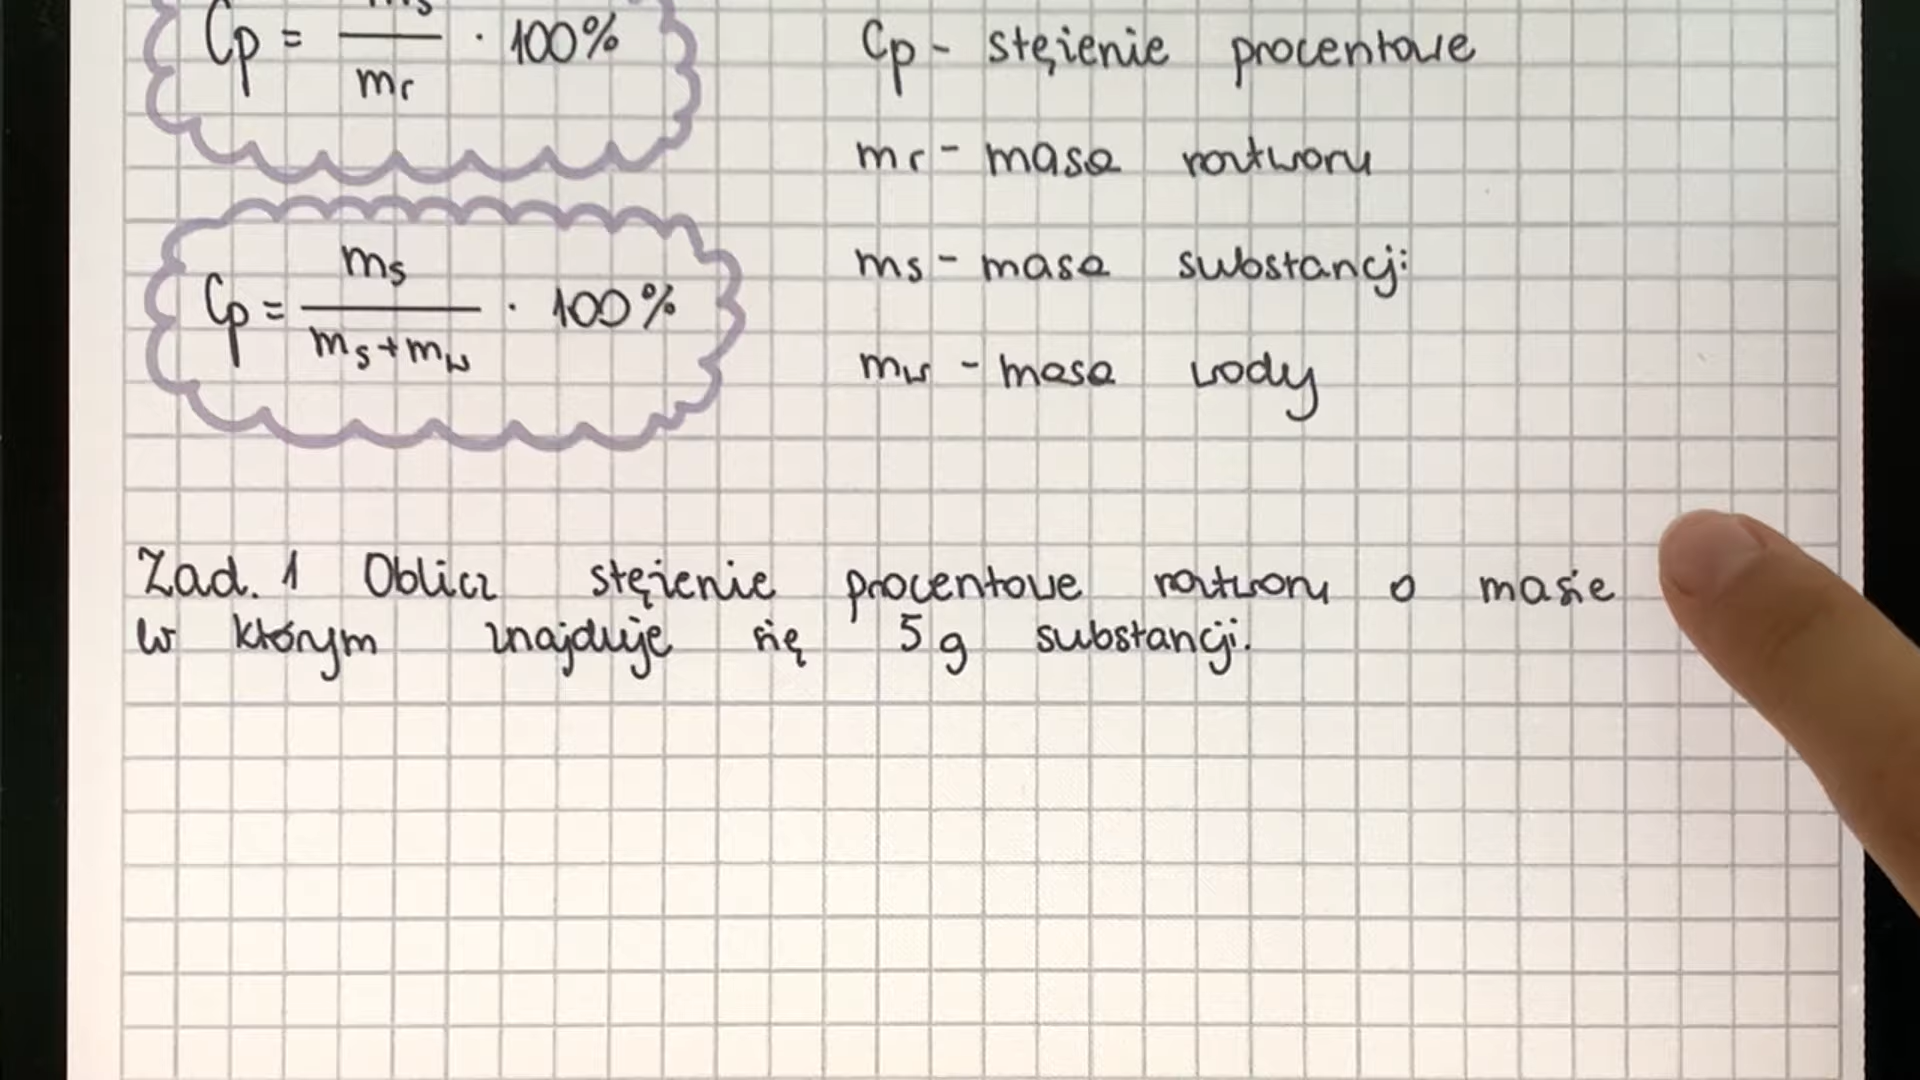 Cp = ms / mr · 100%
Cp - stężenie procentowe
mr - masa roztworu
ms - masa substancji
Cp = ms / ms + mw · 100%
mw - masa wody
Zad. 1 Oblicz stężenie procentowe roztworu o masie
w którym znajduje się 5 g substancji.